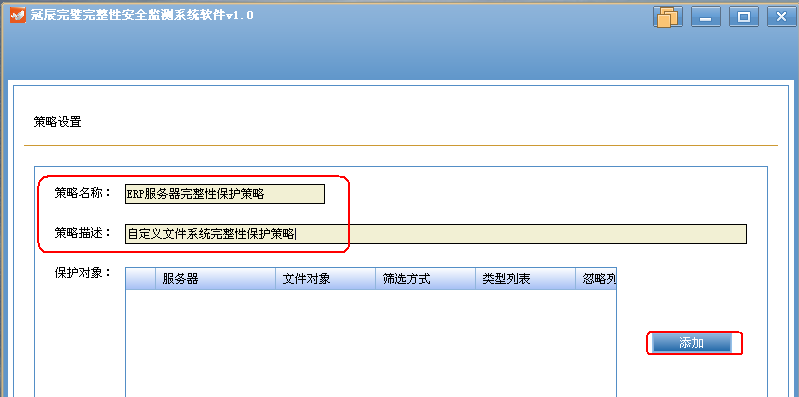 冠辰完璧完整性安全监测系统软件v1.0
策略设置
策略名称： ERP服务器完整性保护策略
策略描述： 自定义文件系统完整性保护策略
保护对象： 服务器 文件对象 筛选方式 类型列表 忽略列
添加